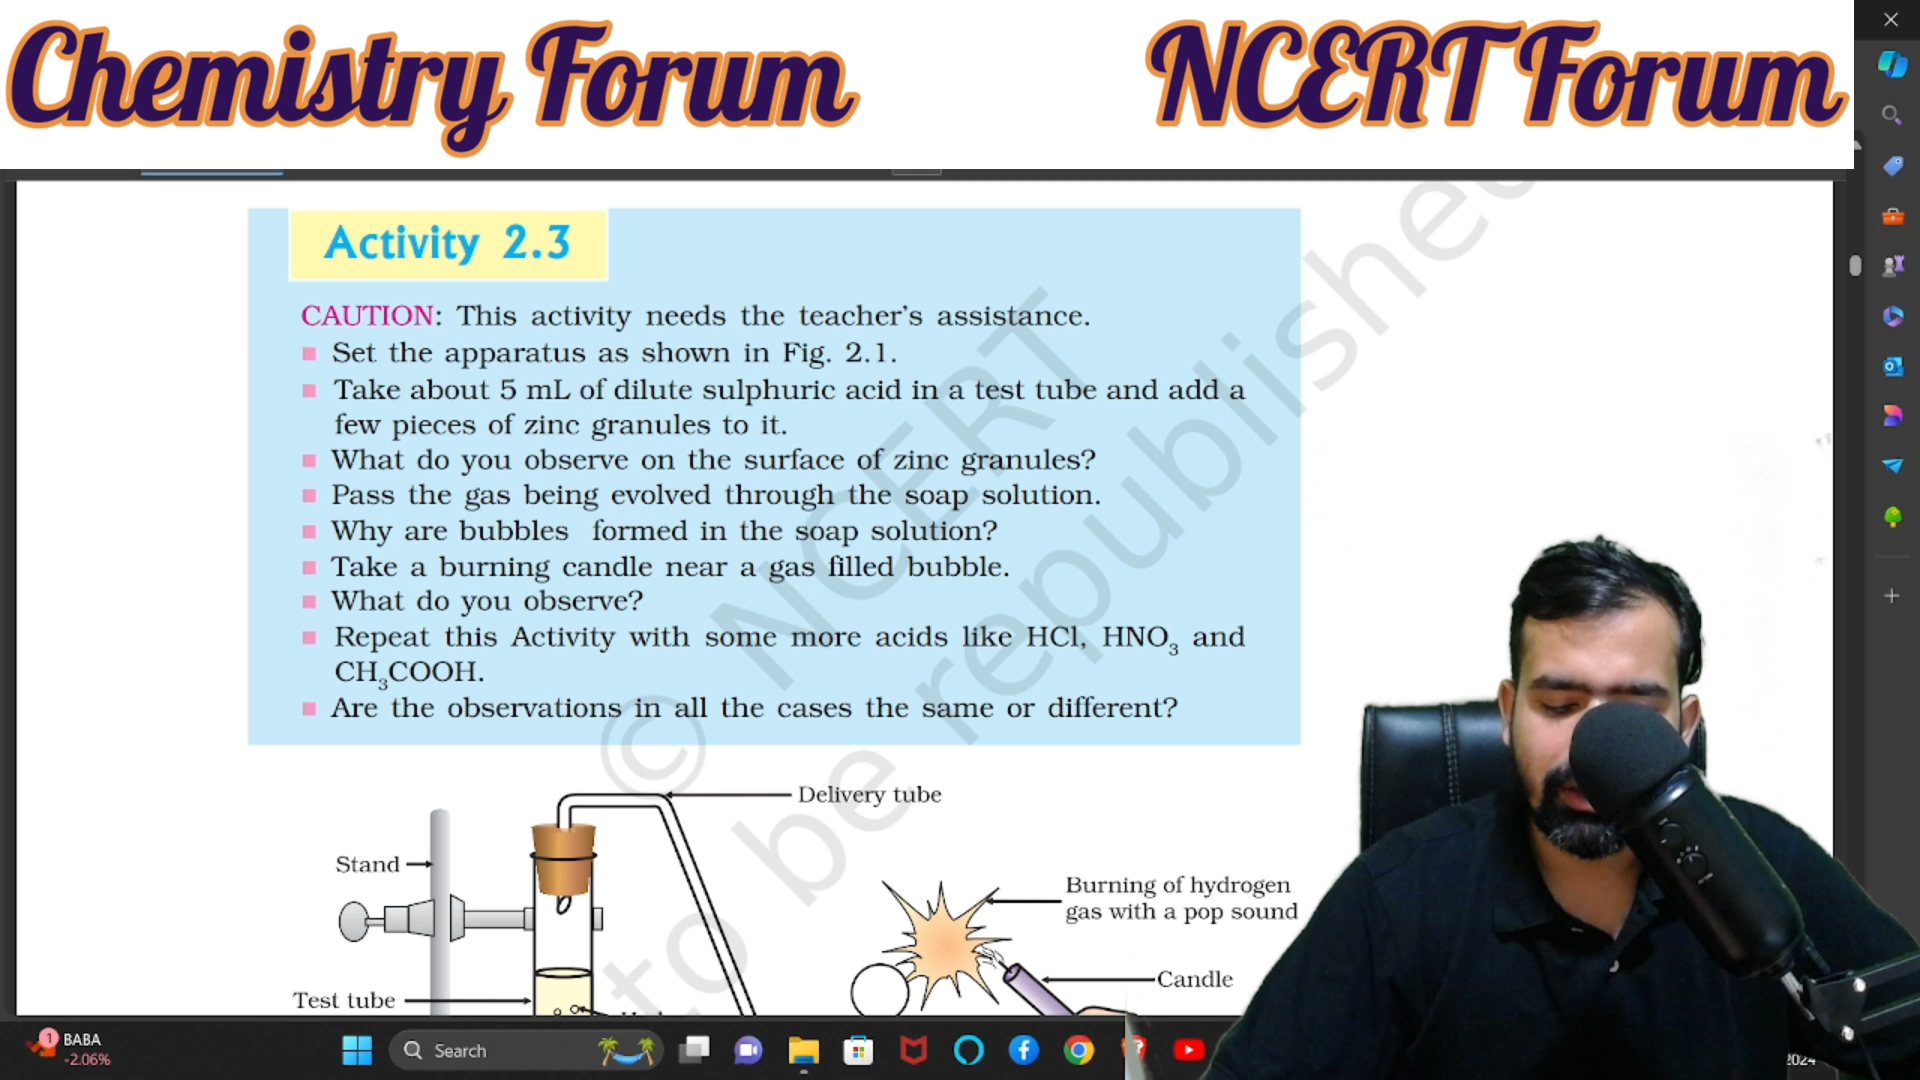 Chemistry Forum
NCERT Forum
Activity 2.3
CAUTION: This activity needs the teacher's assistance.
Set the apparatus as shown in Fig. 2.1.
Take about 5 mL of dilute sulphuric acid in a test tube and add a
few pieces of zinc granules to it.
What do you observe on the surface of zinc granules?
Pass the gas being evolved through the soap solution.
Why are bubbles formed in the soap solution?
Take a burning candle near a gas filled bubble.
What do you observe?
Repeat this Activity with some more acids like HCl, HNO₃ and
CH₃COOH.
Are the observations in all the cases the same or different?
© NCERT
to be republished
Delivery tube
Stand
Burning of hydrogen
gas with a pop sound
Candle
Test tube
1
BABA
-2.06%
Search
2024